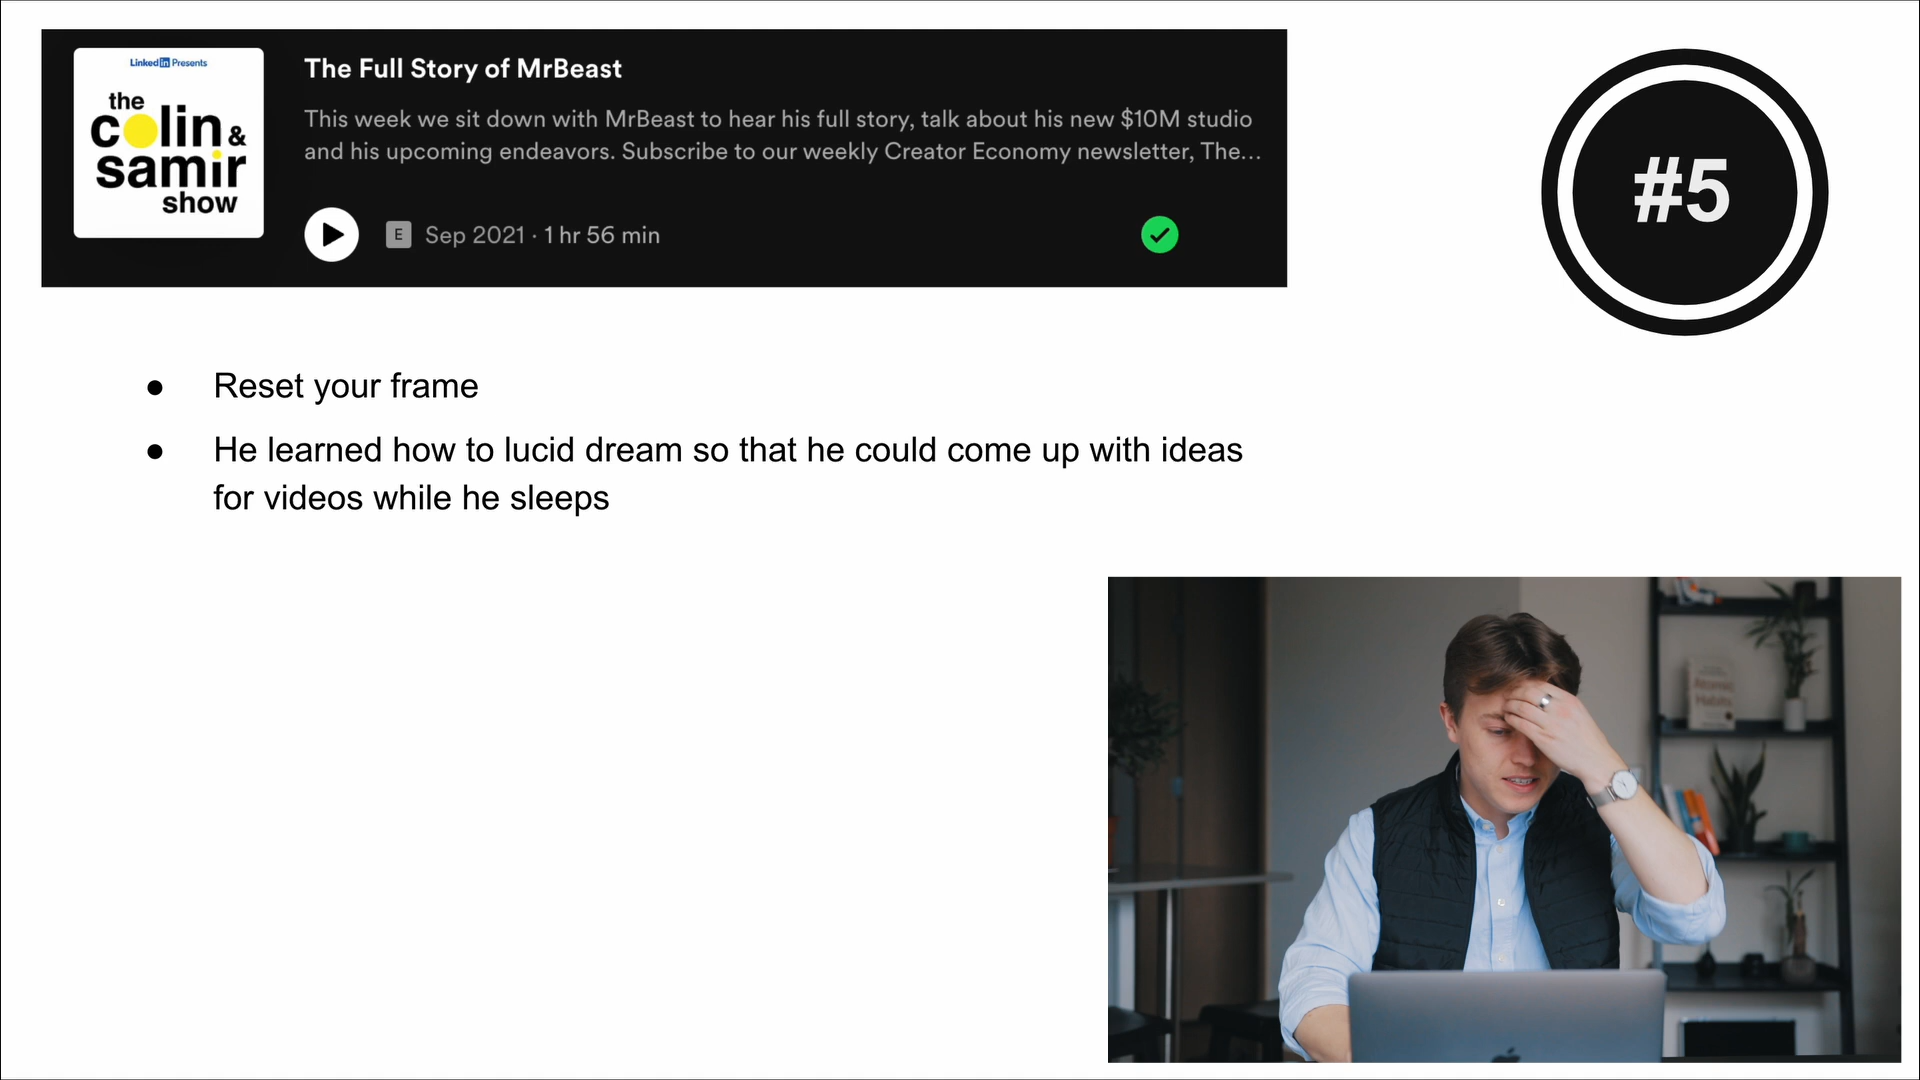 LinkedIn Presents
the
colin &
samir
show
The Full Story of MrBeast
This week we sit down with MrBeast to hear his full story, talk about his new $10M studio
and his upcoming endeavors. Subscribe to our weekly Creator Economy newsletter, The...
E Sep 2021 · 1 hr 56 min
#5
● Reset your frame
● He learned how to lucid dream so that he could come up with ideas
for videos while he sleeps
Atomic
Habits